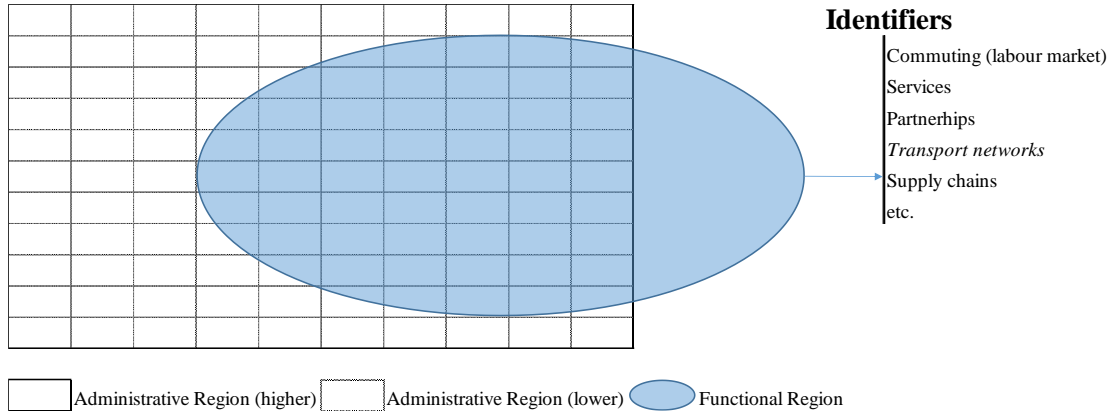 Identifiers
Commuting (labour market)
Services
Partnerhips
Transport networks
Supply chains
etc.
Administrative Region (higher) Administrative Region (lower) Functional Region